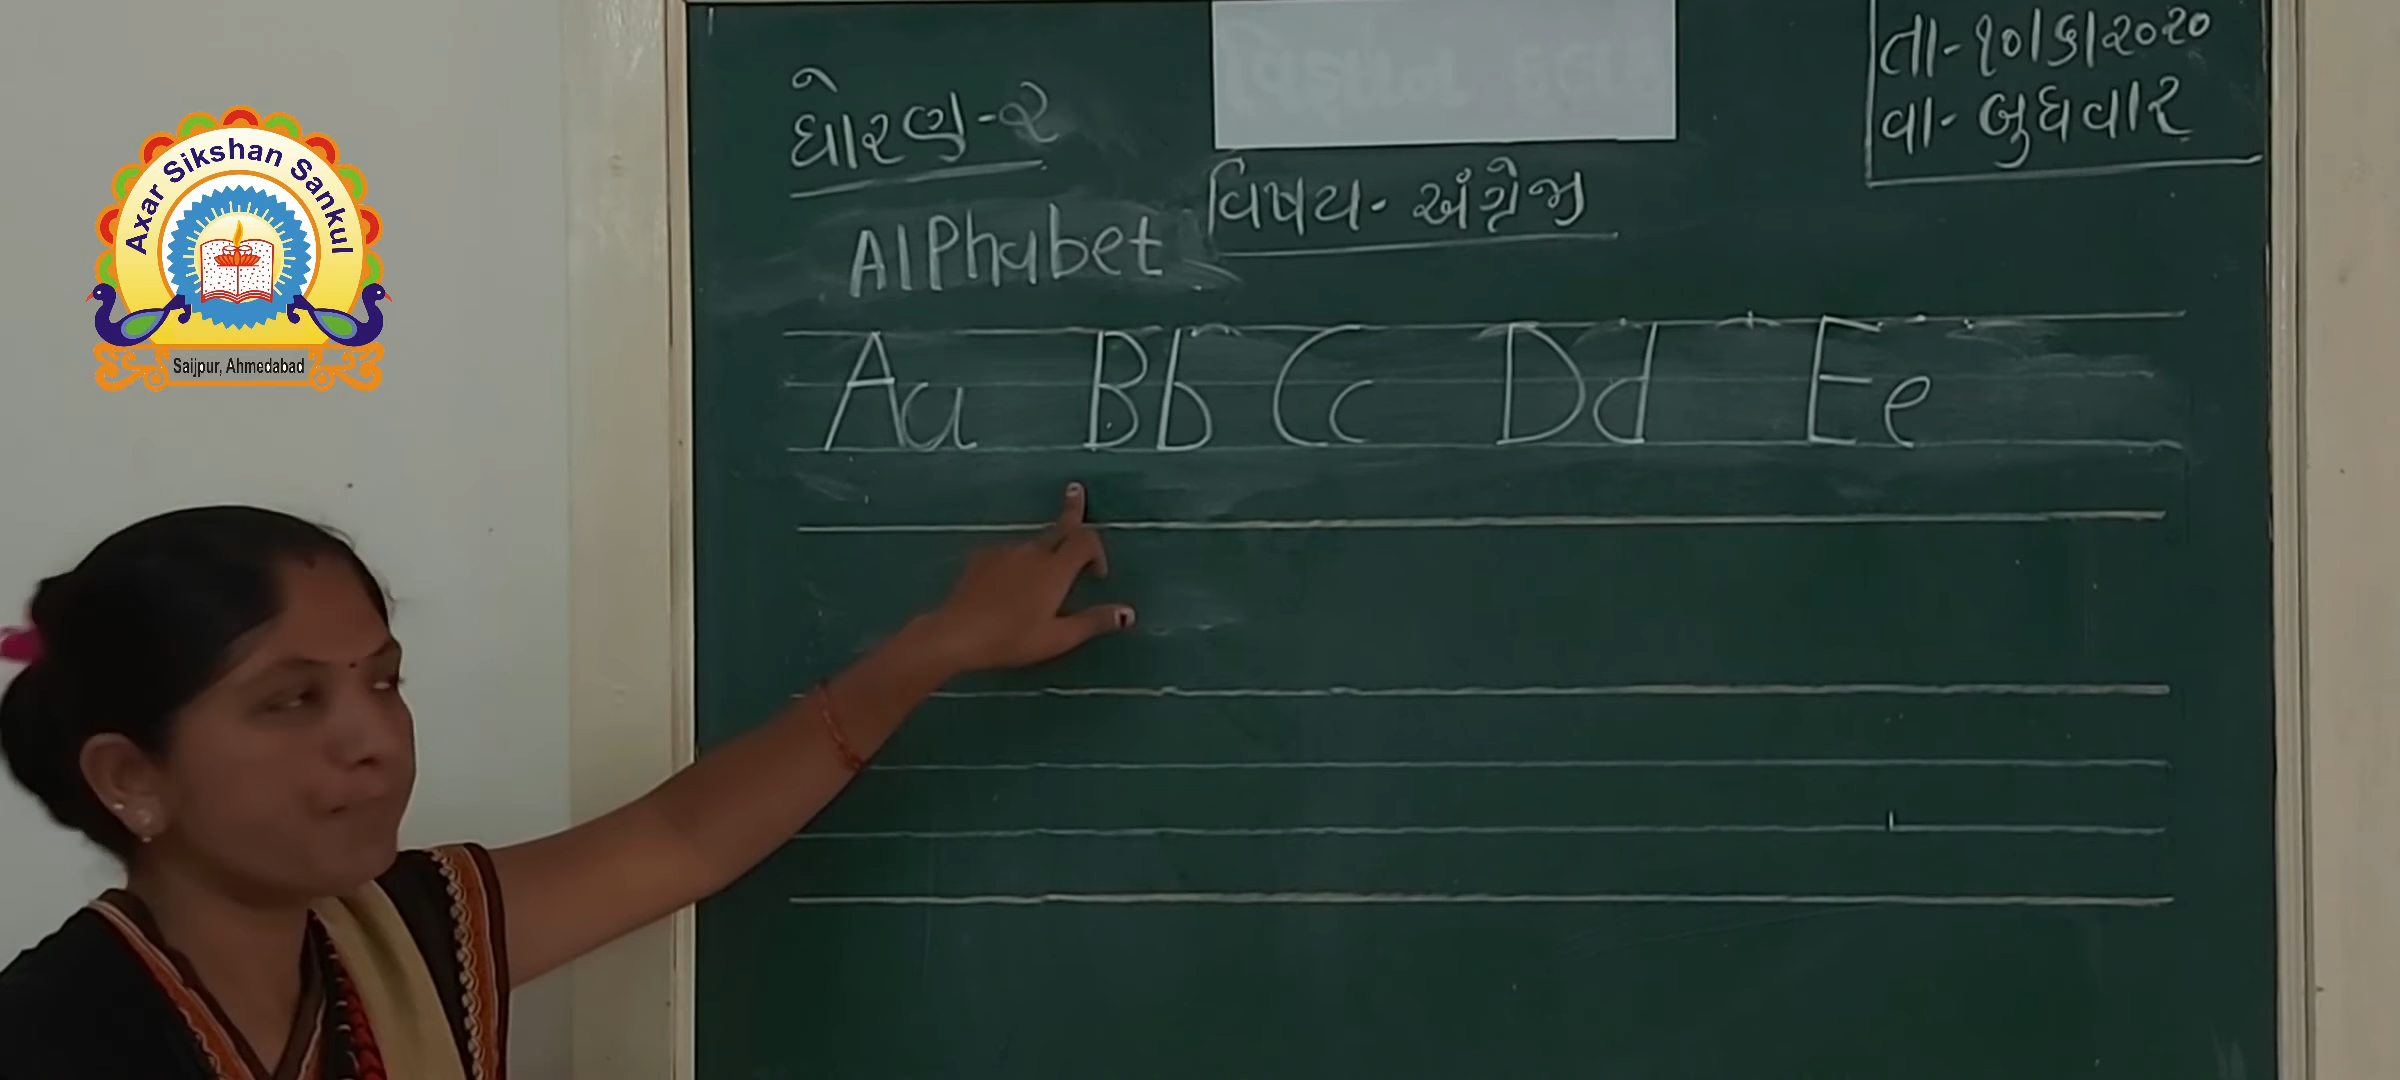 Axar Sikshan Sankul
Saijpur, Ahmedabad
ધોરણ-૨
તા-૧૦/૬/૨૦૨૦
વા- બુધવાર
વિષય- અંગ્રેજી
AlPhabet
Aa Bb Cc Dd Ee